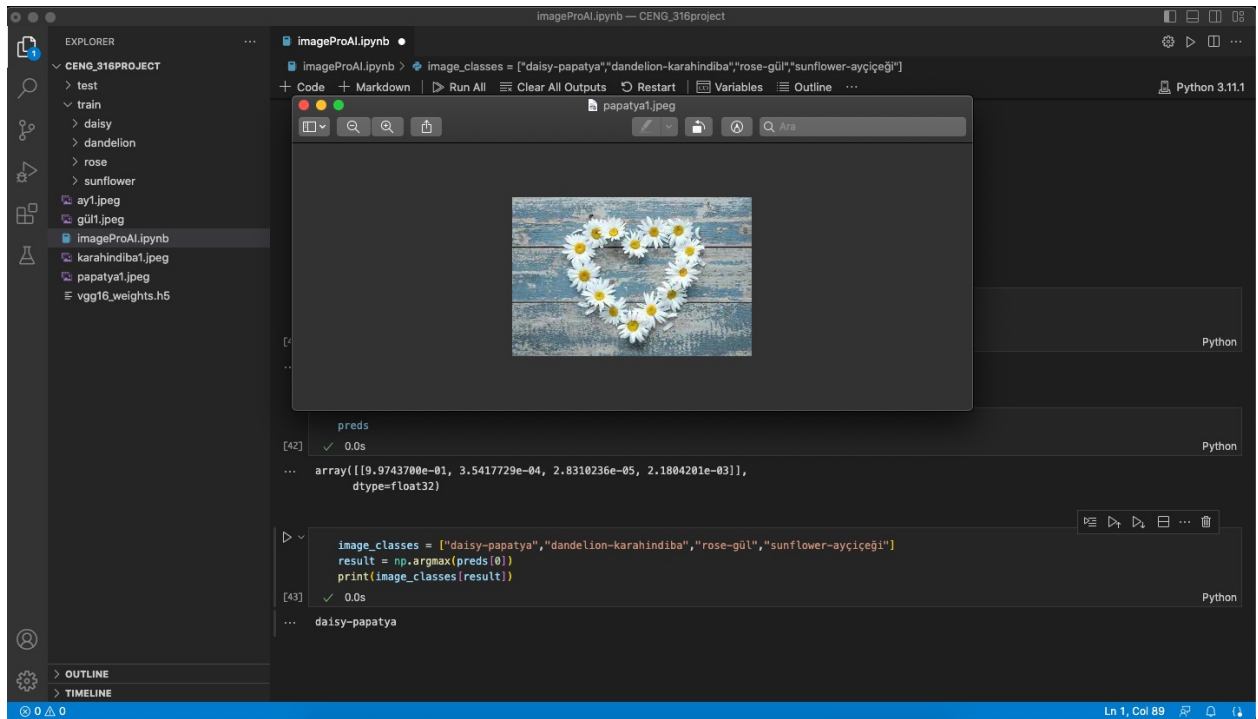 imageProAI.ipynb — CENG_316project
EXPLORER
imageProAI.ipynb
CENG_316PROJECT
imageProAI.ipynb > image_classes = ["daisy-papatya","dandelion-karahindiba","rose-gül","sunflower-ayçiçeği"]
test
+ Code + Markdown Run All Clear All Outputs Restart Variables Outline ... Python 3.11.1
train
daisy
dandelion
rose
sunflower
ay1.jpeg
gül1.jpeg
imageProAI.ipynb
karahindiba1.jpeg
papatya1.jpeg
vgg16_weights.h5
1
papatya1.jpeg
Ara
Python
preds
[42] 0.0s Python
array([[9.9743700e-01, 3.5417729e-04, 2.8310236e-05, 2.1804201e-03]],
dtype=float32)
image_classes = ["daisy-papatya","dandelion-karahindiba","rose-gül","sunflower-ayçiçeği"]
result = np.argmax(preds[0])
print(image_classes[result])
[43] 0.0s Python
daisy-papatya
OUTLINE
TIMELINE
0 0 Ln 1, Col 89